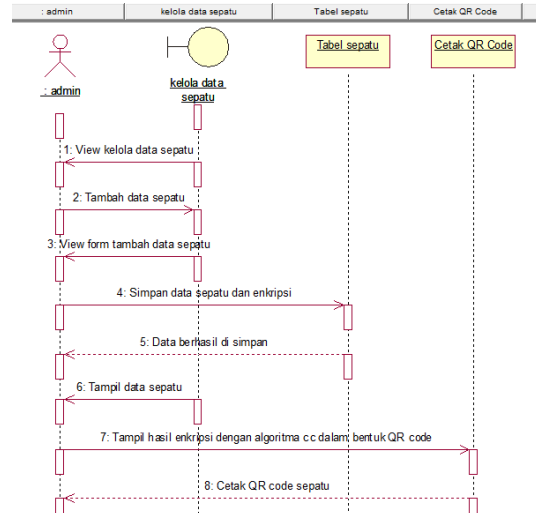 : admin
kelola data sepatu
Tabel sepatu
Cetak QR Code
: admin
kelola data
sepatu
Tabel sepatu
Cetak QR Code
1: View kelola data sepatu
2: Tambah data sepatu
3: View form tambah data sepatu
4: Simpan data sepatu dan enkripsi
5: Data berhasil di simpan
6: Tampil data sepatu
7: Tampil hasil enkripsi dengan algoritma cc dalam bentuk QR code
8: Cetak QR code sepatu